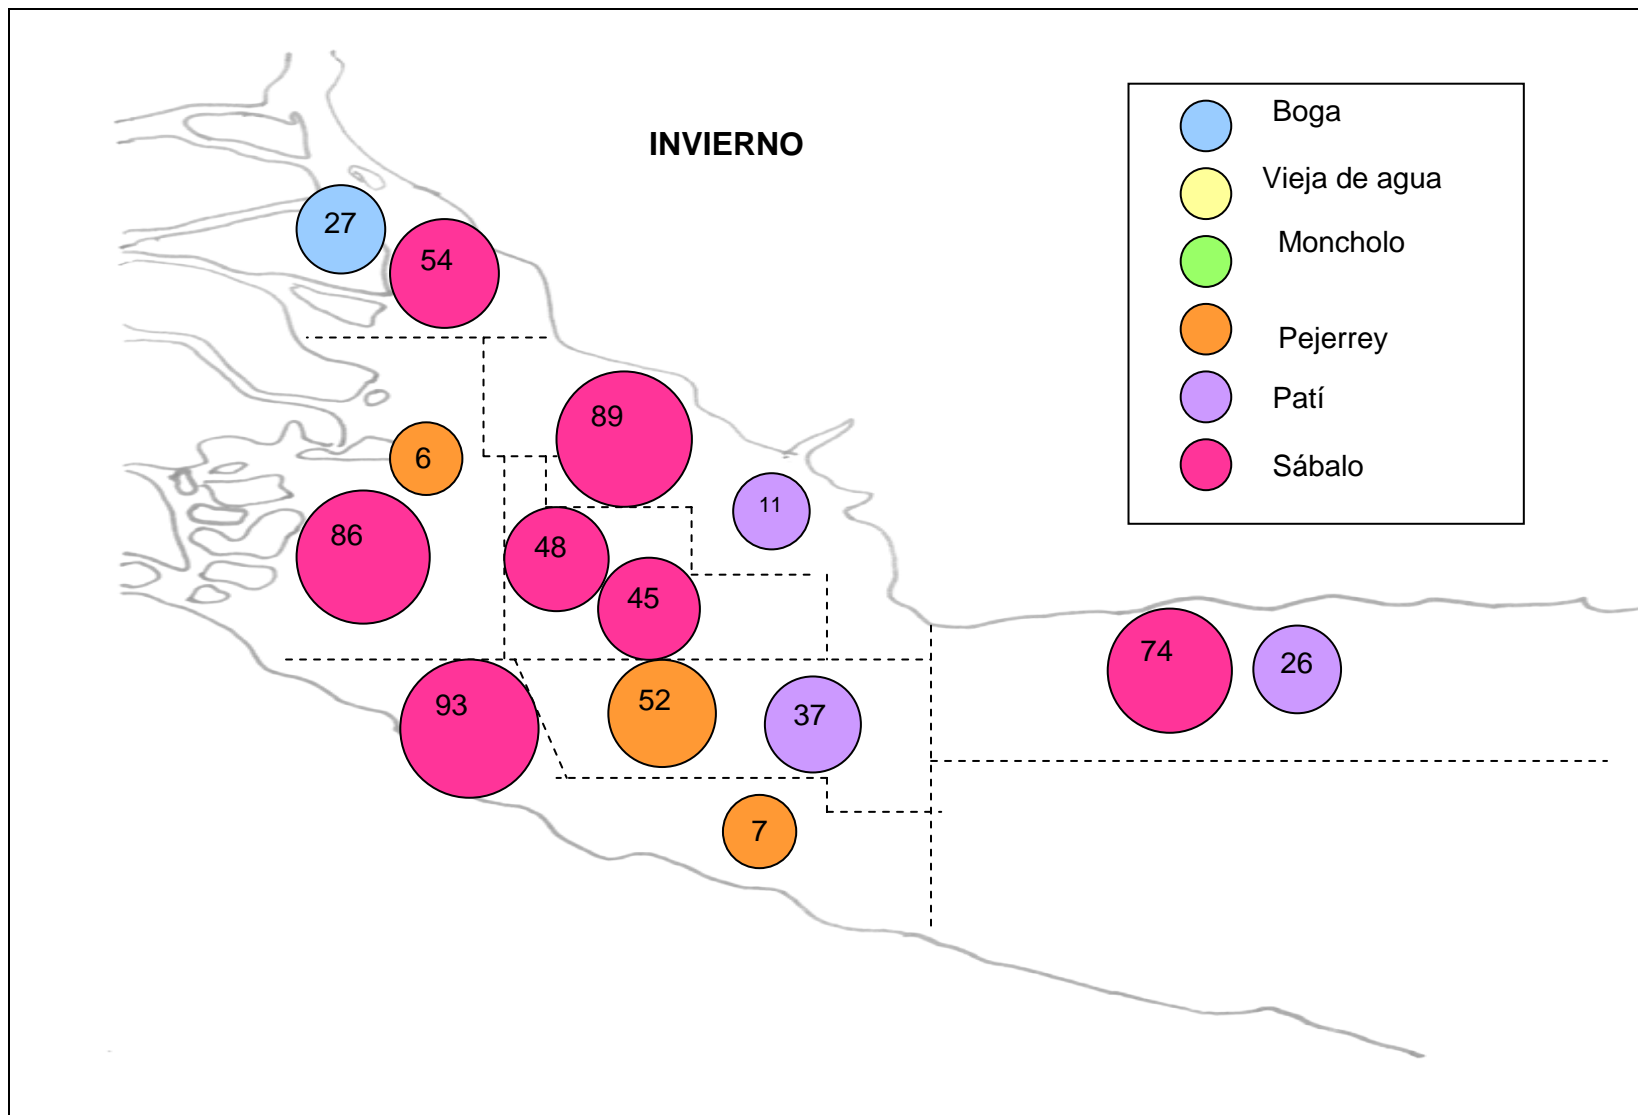 INVIERNO
Boga
Vieja de agua
Moncholo
Pejerrey
Patí
Sábalo
27
54
89
6
11
86
48
45
74
26
93
52
37
7